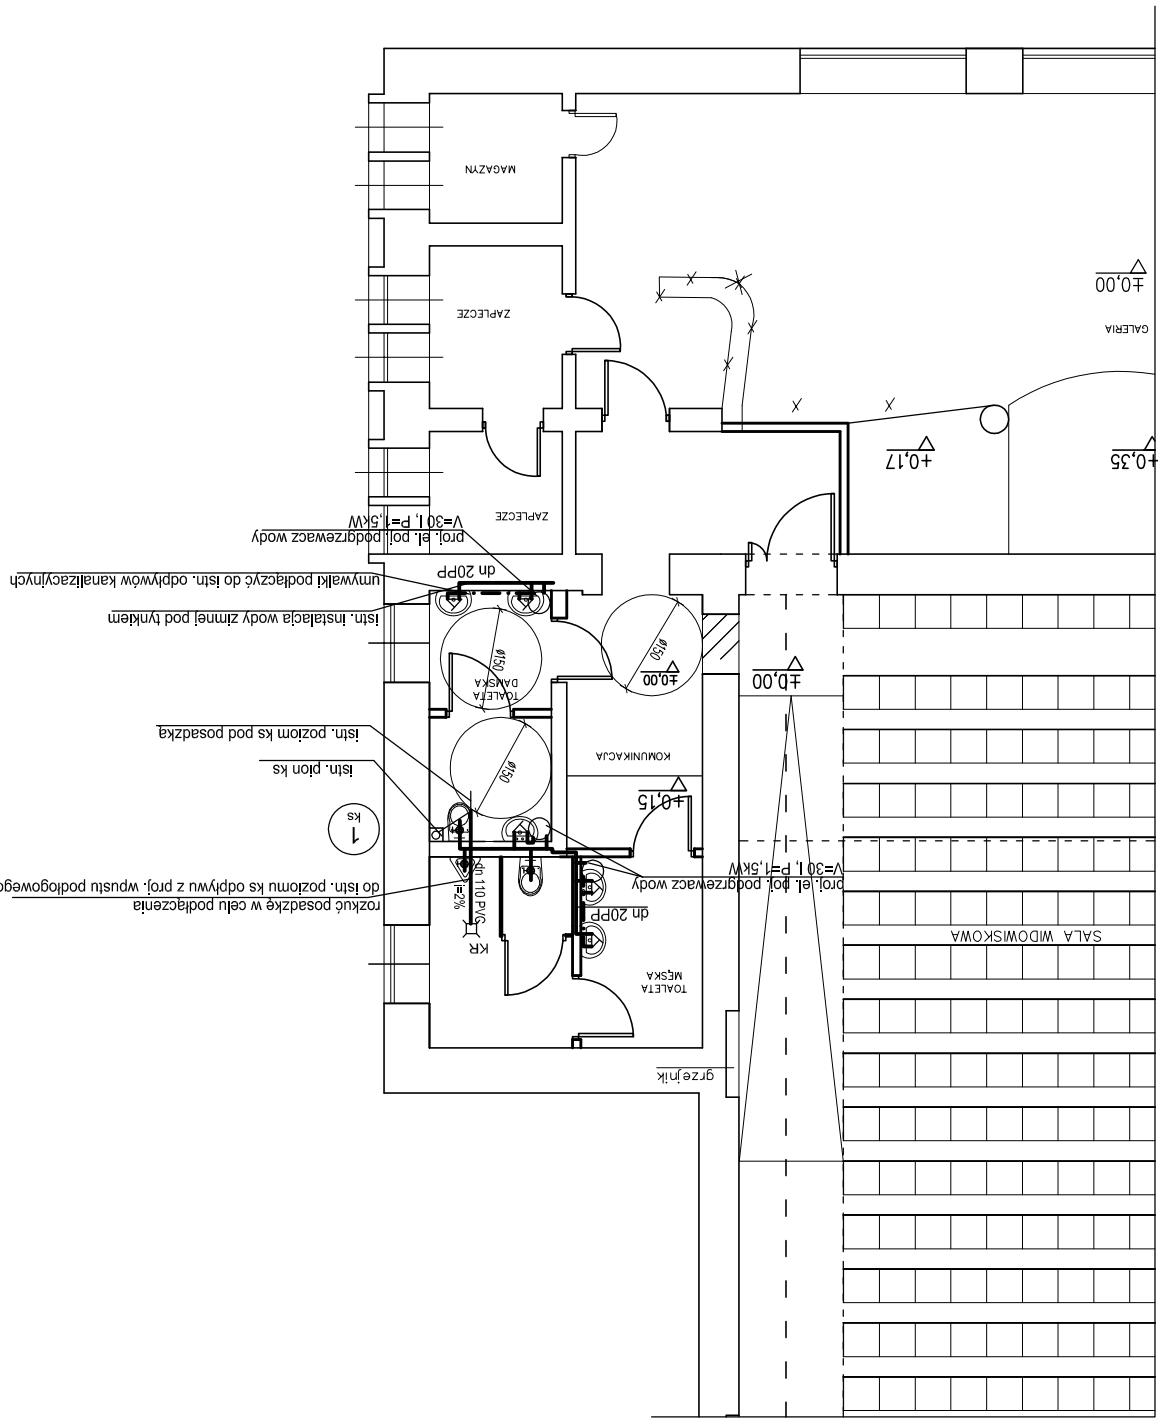 grzejnik
TOALETA
MĘSKA
KR
SALA WIDOWISKOWA
dn 20PP
rozkuć posadzkę w celu podłączenia
do istn. poziomu ks odpływu z proj. wpustu podłogowego
dn 110 PVC
i=2%
proj. el. poj. podgrzewacz wody
V=30 l, P=1,5kW
1
ks
+0,15
istn. pion ks
ø150
KOMUNIKACJA
istn. poziom ks pod posadzką
TOALETA
DAMSKA
±0,00
±0,00
ø150
ø150
istn. instalacja wody zimnej pod tynkiem
umywalki podłączyć do istn. odpływów kanalizacyjnych
dn 20PP
proj. el. poj. podgrzewacz wody
V=30 l, P=1,5kW
ZAPLECZE
+0,35
+0,17
GALERIA
ZAPLECZE
±0,00
MAGAZYN